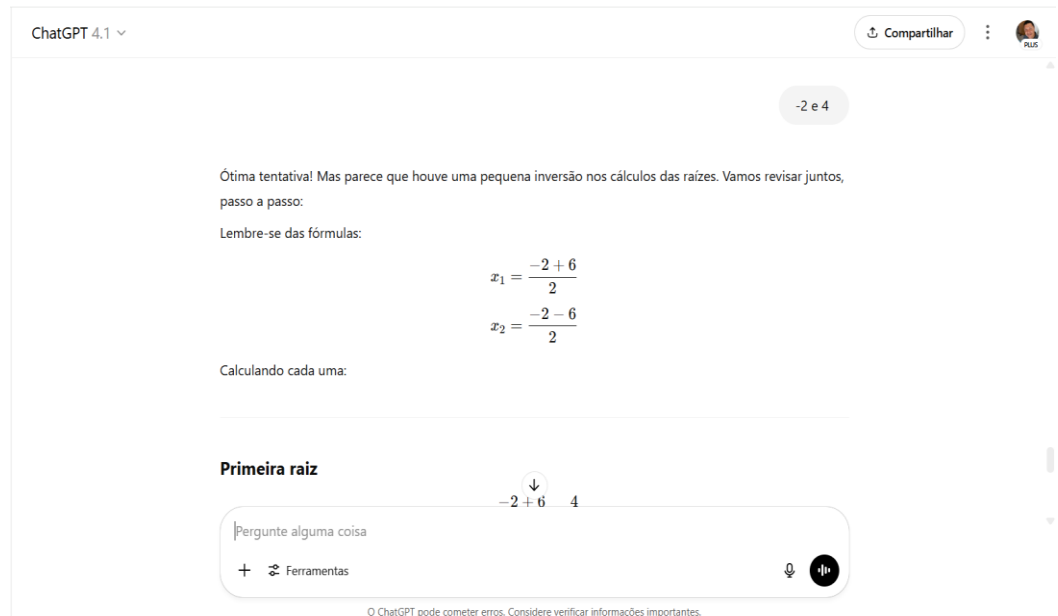 ChatGPT 4.1
Compartilhar
PLUS
-2 e 4
Ótima tentativa! Mas parece que houve uma pequena inversão nos cálculos das raízes. Vamos revisar juntos,
passo a passo:
Lembre-se das fórmulas:
x₁ = (−2 + 6)/2
x₂ = (−2 − 6)/2
Calculando cada uma:
Primeira raiz
−2 + 6 4
Pergunte alguma coisa
Ferramentas
O ChatGPT pode cometer erros. Considere verificar informações importantes.